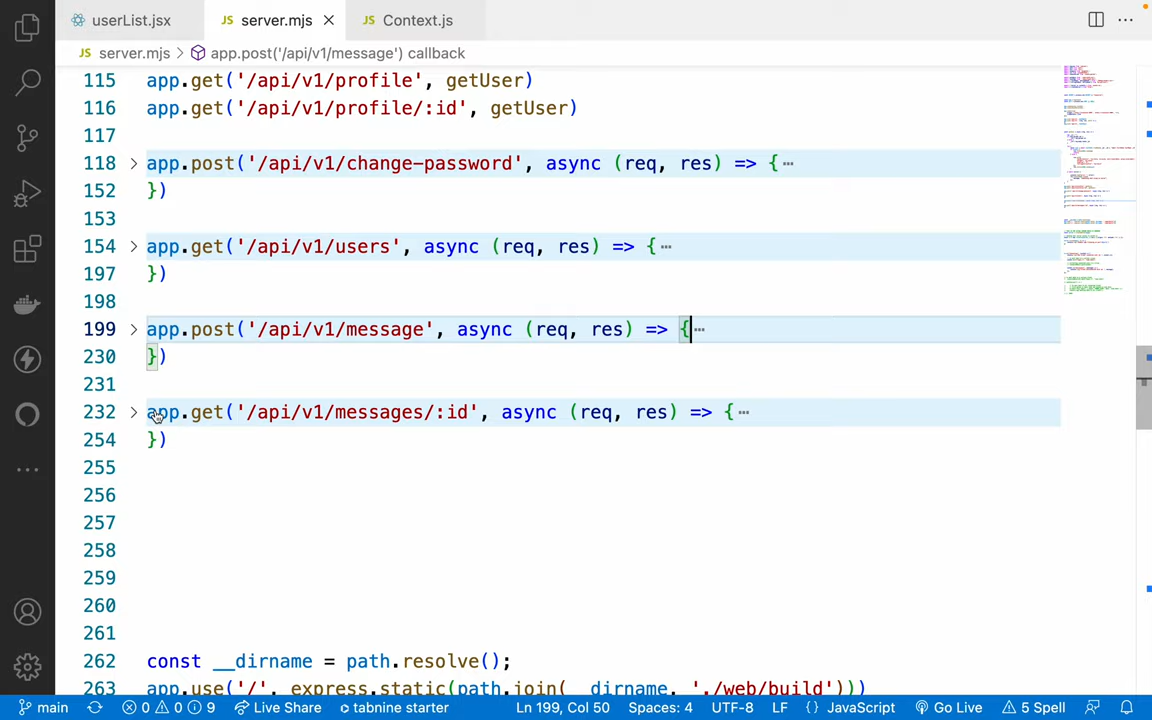 userList.jsx JS server.mjs JS Context.js
JS server.mjs app.post('/api/v1/message') callback
115 app.get('/api/v1/profile', getUser)
116 app.get('/api/v1/profile/:id', getUser)
117
118 app.post('/api/v1/change-password', async (req, res) => {⋯
152 })
153
154 app.get('/api/v1/users', async (req, res) => {⋯
197 })
198
199 app.post('/api/v1/message', async (req, res) => {⋯
230 })
231
232 app.get('/api/v1/messages/:id', async (req, res) => {⋯
254 })
255
256
257
258
259
260
261
262 const __dirname = path.resolve();
263 app.use('/', express.static(path.join(__dirname, './web/build')))
main 0 0 9 Live Share tabnine starter Ln 199, Col 50 Spaces: 4 UTF-8 LF {} JavaScript Go Live 5 Spell